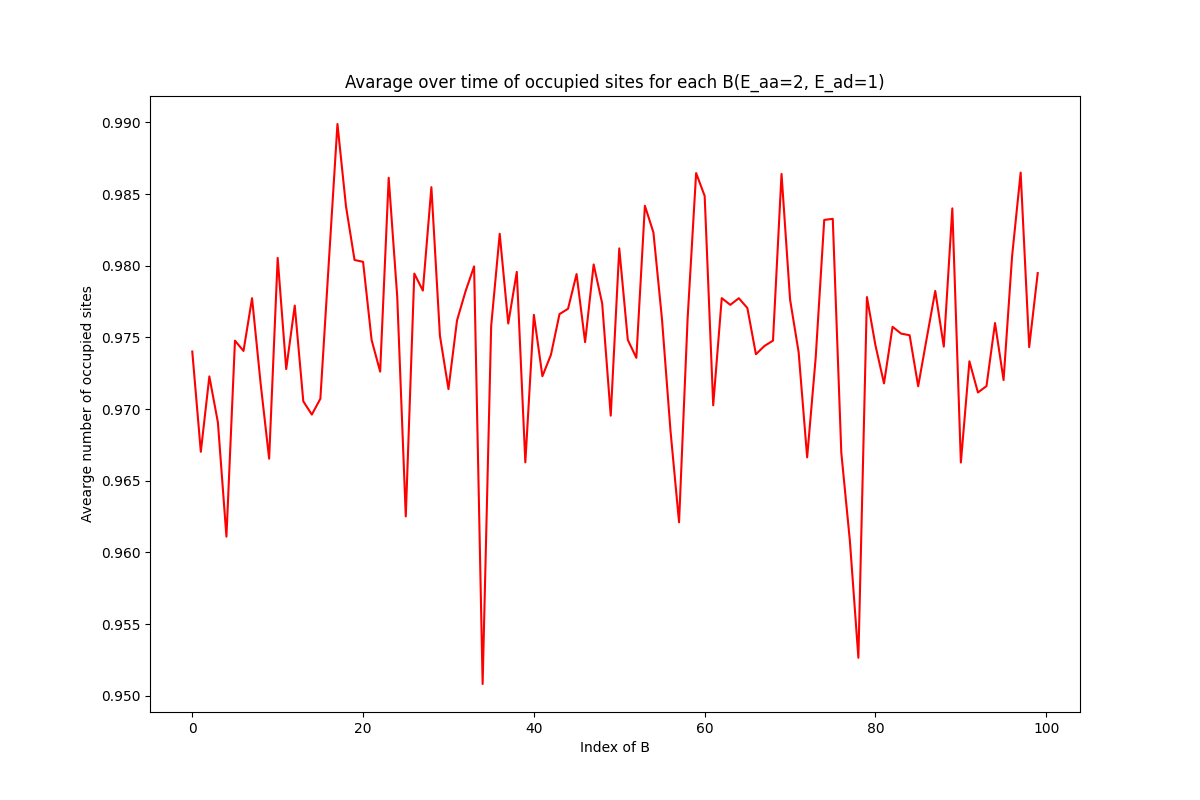 Avarage over time of occupied sites for each B(E_aa=2, E_ad=1)
0.990
0.985
0.980
0.975
0.970
0.965
0.960
0.955
0.950
Avearge number of occupied sites
0 20 40 60 80 100
Index of B